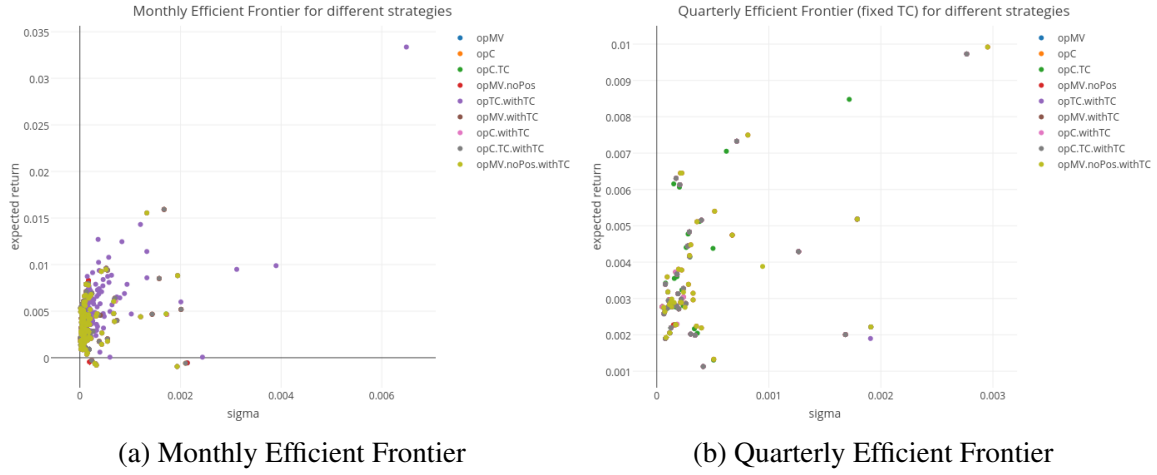 Monthly Efficient Frontier for different strategies
0.035
0.03
0.025
0.02
0.015
0.01
0.005
0
expected return
0
0.002
0.004
0.006
sigma
opMV
opC
opC.TC
opMV.noPos
opTC.withTC
opMV.withTC
opC.withTC
opC.TC.withTC
opMV.noPos.withTC
(a) Monthly Efficient Frontier
Quarterly Efficient Frontier (fixed TC) for different strategies
0.01
0.009
0.008
0.007
0.006
0.005
0.004
0.003
0.002
0.001
expected return
0
0.001
0.002
0.003
sigma
opMV
opC
opC.TC
opMV.noPos
opTC.withTC
opMV.withTC
opC.withTC
opC.TC.withTC
opMV.noPos.withTC
(b) Quarterly Efficient Frontier